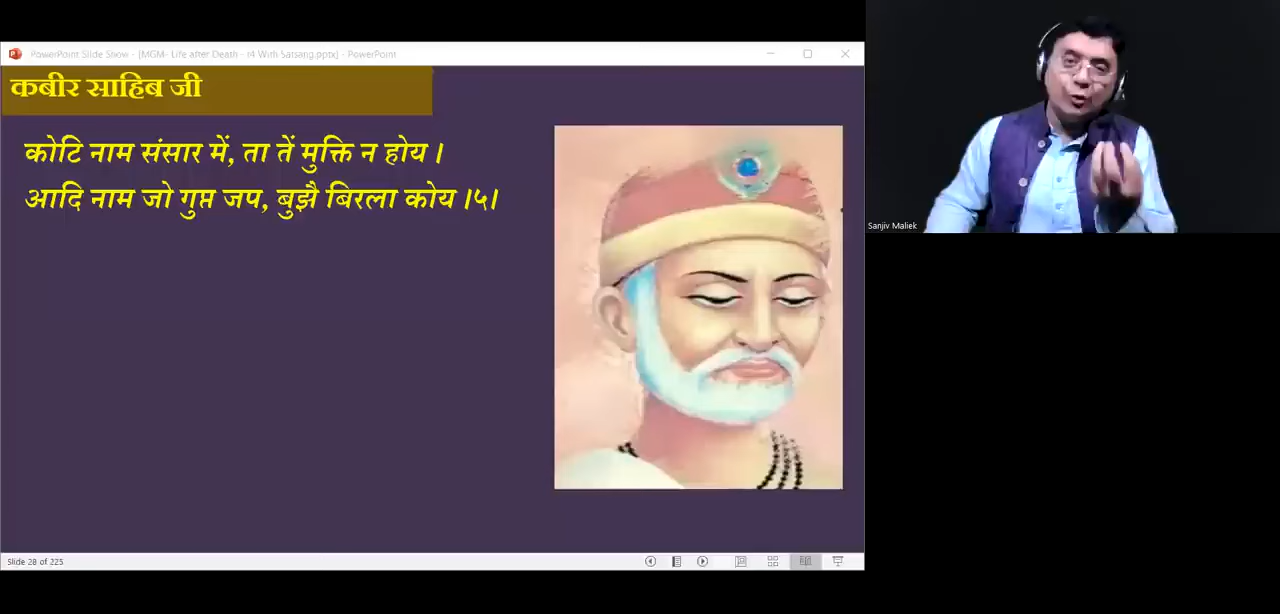 PowerPoint Slide Show - [MGM- Life after Death - r4 With Satsang.pptx] - PowerPoint
कबीर साहिब जी
कोटि नाम संसार में, ता तें मुक्ति न होय ।
आदि नाम जो गुप्त जप, बुझै बिरला कोय ।५।
Sanjiv Maliek
Slide 28 of 225